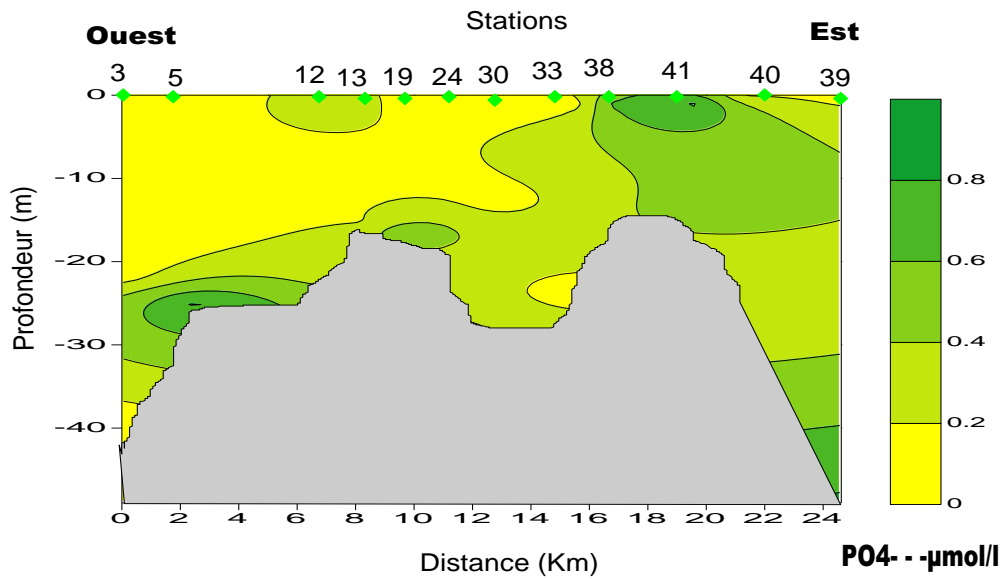 Stations
Ouest
Est
3 5 12 13 19 24 30 33 38 41 40 39
0
-10
-20
-30
-40
Profondeur (m)
0 2 4 6 8 10 12 14 16 18 20 22 24
Distance (Km)
0.8
0.6
0.4
0.2
0
PO4- - -µmol/l